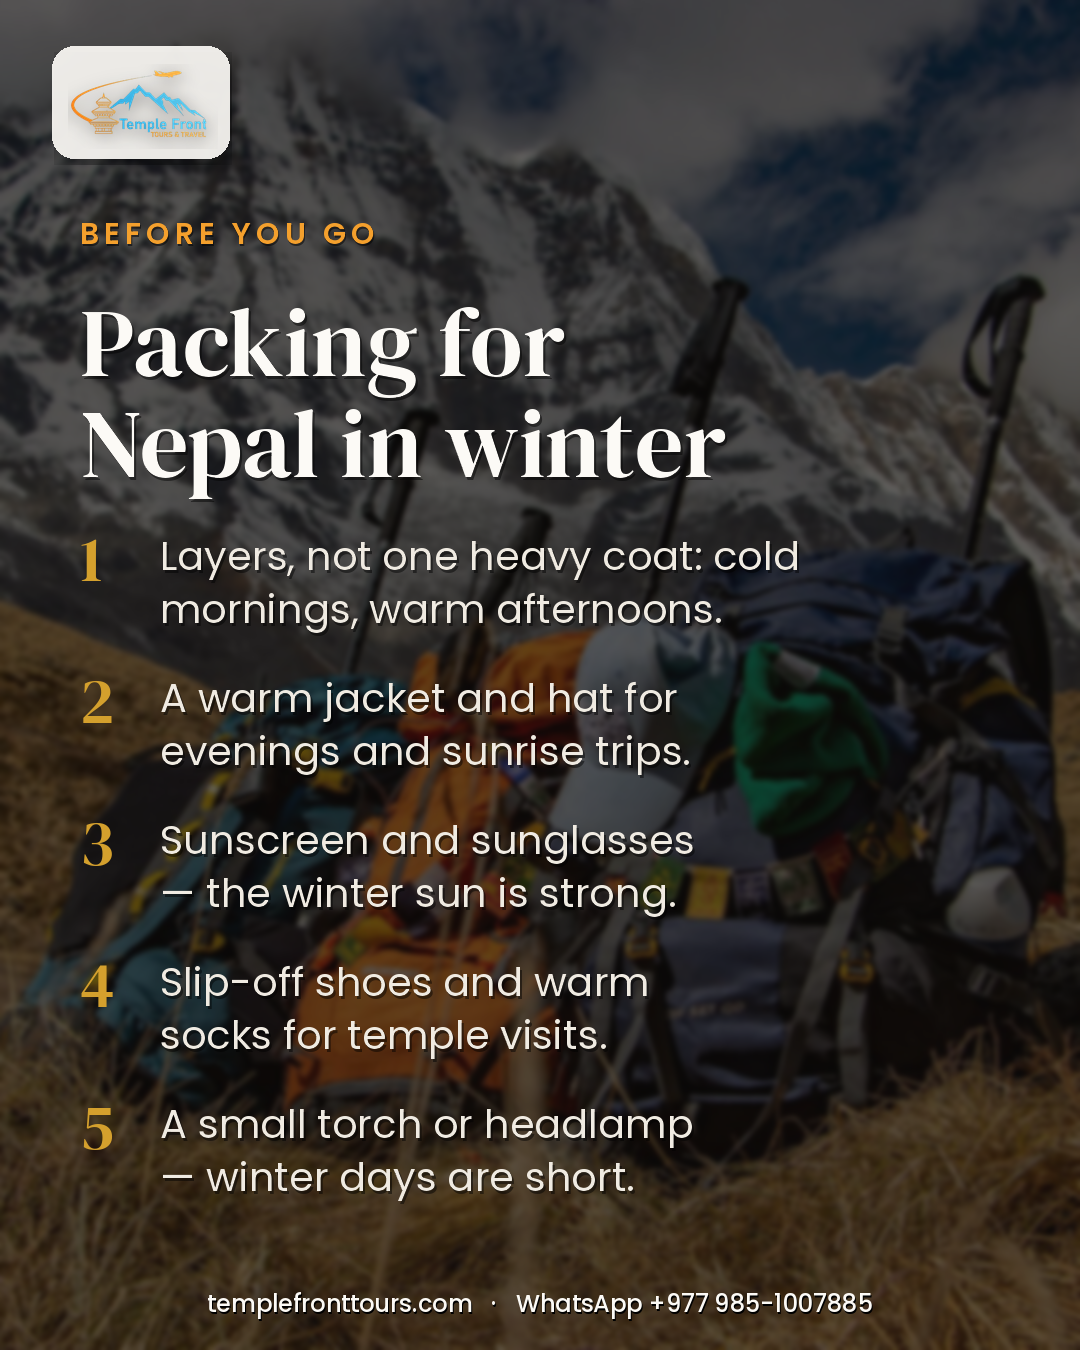 Temple Front
TOURS & TRAVEL
BEFORE YOU GO
Packing for
Nepal in winter
1 Layers, not one heavy coat: cold
mornings, warm afternoons.
2 A warm jacket and hat for
evenings and sunrise trips.
3 Sunscreen and sunglasses
— the winter sun is strong.
4 Slip-off shoes and warm
socks for temple visits.
5 A small torch or headlamp
— winter days are short.
templefronttours.com · WhatsApp +977 985-1007885